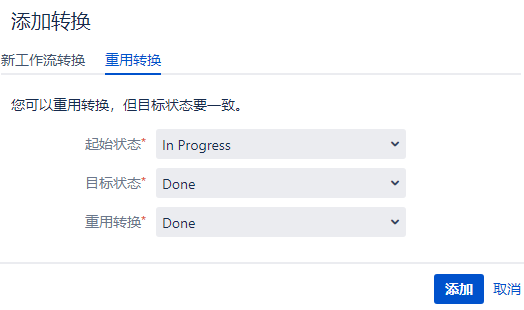 添加转换
新工作流转换 重用转换
您可以重用转换，但目标状态要一致。
起始状态* In Progress
目标状态* Done
重用转换* Done
添加 取消